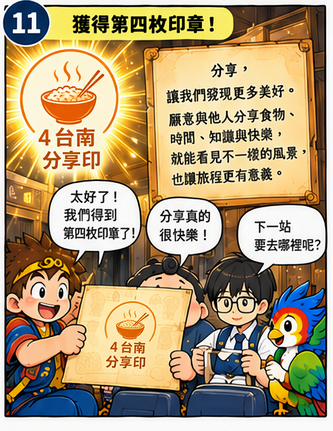 11
獲得第四枚印章！
4 台南
分享印
分享，
讓我們發現更多美好。
願意與他人分享食物、
時間、知識與快樂，
就能看見不一樣的風景，
也讓旅程更有意義。
太好了！
我們得到
第四枚印章了!
分享真的
很快樂！
下一站
要去哪裡呢？
4 台南
分享印